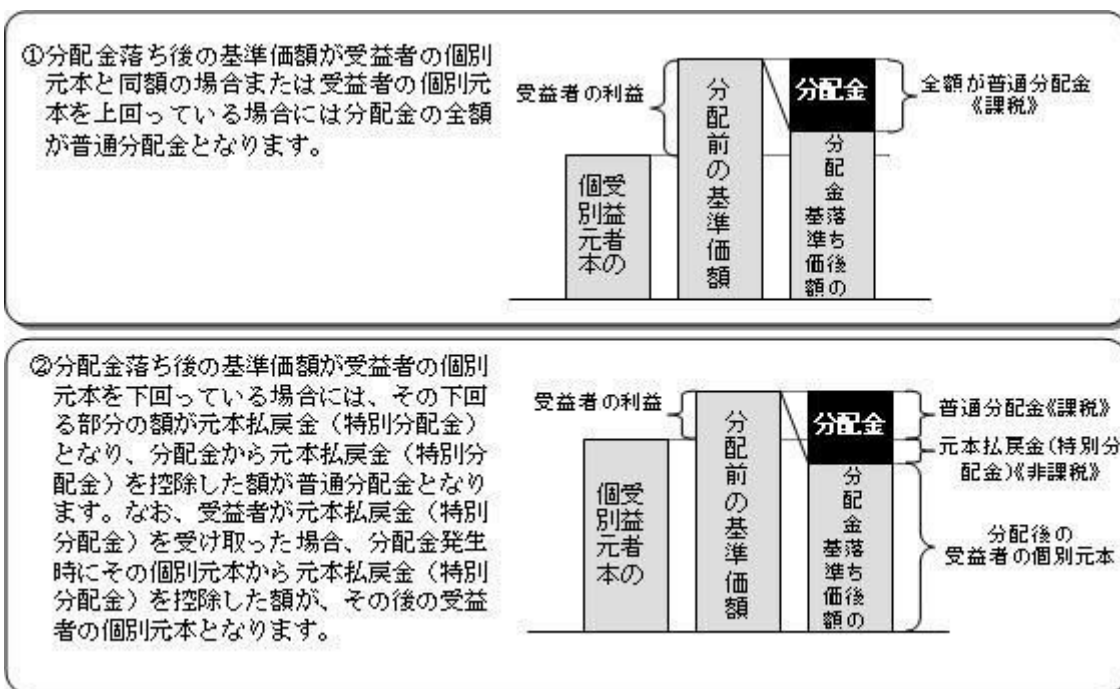 ①分配金落ち後の基準価額が受益者の個別
元本と同額の場合または受益者の個別元
本を上回っている場合には分配金の全額
が普通分配金となります。
受益者の利益
受益者の
個別元本
分配前の基準価額
分配金
分配金落ち後の
基準価額
全額が普通分配金
《課税》
②分配金落ち後の基準価額が受益者の個別
元本を下回っている場合には、その下回
る部分の額が元本払戻金（特別分配金）
となり、分配金から元本払戻金（特別分
配金）を控除した額が普通分配金となり
ます。なお、受益者が元本払戻金（特別
分配金）を受け取った場合、分配金発生
時にその個別元本から元本払戻金（特別
分配金）を控除した額が、その後の受益
者の個別元本となります。
受益者の利益
受益者の
個別元本
分配前の基準価額
分配金
分配金落ち後の
基準価額
普通分配金《課税》
元本払戻金(特別分
配金)《非課税》
分配後の
受益者の個別元本